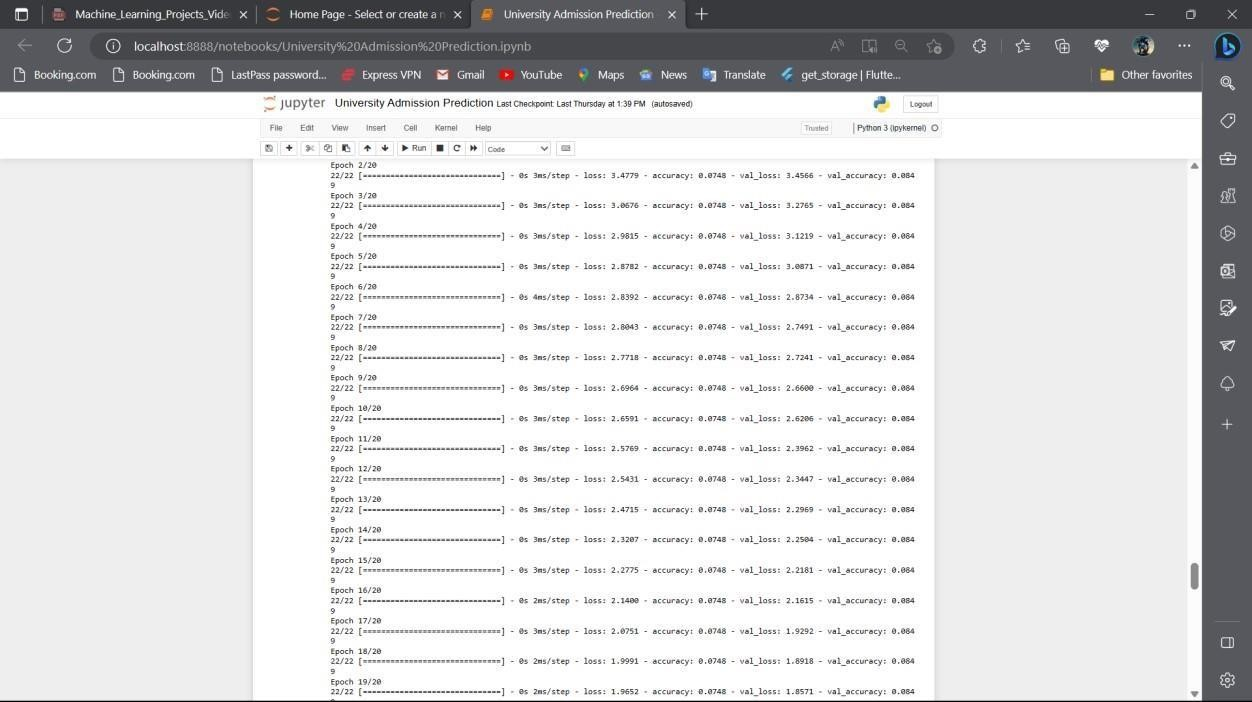 Machine_Learning_Projects_Vide
Home Page - Select or create a n
University Admission Prediction
localhost:8888/notebooks/University%20Admission%20Prediction.ipynb
Booking.com
Booking.com
LastPass password...
Express VPN
Gmail
YouTube
Maps
News
Translate
get_storage | Flutte...
Other favorites
jupyter University Admission Prediction Last Checkpoint: Last Thursday at 1:39 PM (autosaved)
Logout
File Edit View Insert Cell Kernel Help
Trusted
Python 3 (ipykernel)
Run
Code
Epoch 2/20
22/22 [==============================] - 0s 3ms/step - loss: 3.4779 - accuracy: 0.0748 - val_loss: 3.4566 - val_accuracy: 0.084
9
Epoch 3/20
22/22 [==============================] - 0s 3ms/step - loss: 3.0676 - accuracy: 0.0748 - val_loss: 3.2765 - val_accuracy: 0.084
9
Epoch 4/20
22/22 [==============================] - 0s 3ms/step - loss: 2.9815 - accuracy: 0.0748 - val_loss: 3.1219 - val_accuracy: 0.084
9
Epoch 5/20
22/22 [==============================] - 0s 3ms/step - loss: 2.8782 - accuracy: 0.0748 - val_loss: 3.0871 - val_accuracy: 0.084
9
Epoch 6/20
22/22 [==============================] - 0s 4ms/step - loss: 2.8392 - accuracy: 0.0748 - val_loss: 2.8734 - val_accuracy: 0.084
9
Epoch 7/20
22/22 [==============================] - 0s 3ms/step - loss: 2.8043 - accuracy: 0.0748 - val_loss: 2.7491 - val_accuracy: 0.084
9
Epoch 8/20
22/22 [==============================] - 0s 3ms/step - loss: 2.7718 - accuracy: 0.0748 - val_loss: 2.7241 - val_accuracy: 0.084
9
Epoch 9/20
22/22 [==============================] - 0s 3ms/step - loss: 2.6964 - accuracy: 0.0748 - val_loss: 2.6600 - val_accuracy: 0.084
9
Epoch 10/20
22/22 [==============================] - 0s 3ms/step - loss: 2.6591 - accuracy: 0.0748 - val_loss: 2.6206 - val_accuracy: 0.084
9
Epoch 11/20
22/22 [==============================] - 0s 3ms/step - loss: 2.5769 - accuracy: 0.0748 - val_loss: 2.3962 - val_accuracy: 0.084
9
Epoch 12/20
22/22 [==============================] - 0s 3ms/step - loss: 2.5431 - accuracy: 0.0748 - val_loss: 2.3447 - val_accuracy: 0.084
9
Epoch 13/20
22/22 [==============================] - 0s 3ms/step - loss: 2.4715 - accuracy: 0.0748 - val_loss: 2.2969 - val_accuracy: 0.084
9
Epoch 14/20
22/22 [==============================] - 0s 3ms/step - loss: 2.3207 - accuracy: 0.0748 - val_loss: 2.2504 - val_accuracy: 0.084
9
Epoch 15/20
22/22 [==============================] - 0s 3ms/step - loss: 2.2775 - accuracy: 0.0748 - val_loss: 2.2181 - val_accuracy: 0.084
9
Epoch 16/20
22/22 [==============================] - 0s 2ms/step - loss: 2.1400 - accuracy: 0.0748 - val_loss: 2.1615 - val_accuracy: 0.084
9
Epoch 17/20
22/22 [==============================] - 0s 3ms/step - loss: 2.0751 - accuracy: 0.0748 - val_loss: 1.9292 - val_accuracy: 0.084
9
Epoch 18/20
22/22 [==============================] - 0s 2ms/step - loss: 1.9991 - accuracy: 0.0748 - val_loss: 1.8918 - val_accuracy: 0.084
9
Epoch 19/20
22/22 [==============================] - 0s 2ms/step - loss: 1.9652 - accuracy: 0.0748 - val_loss: 1.8571 - val_accuracy: 0.084